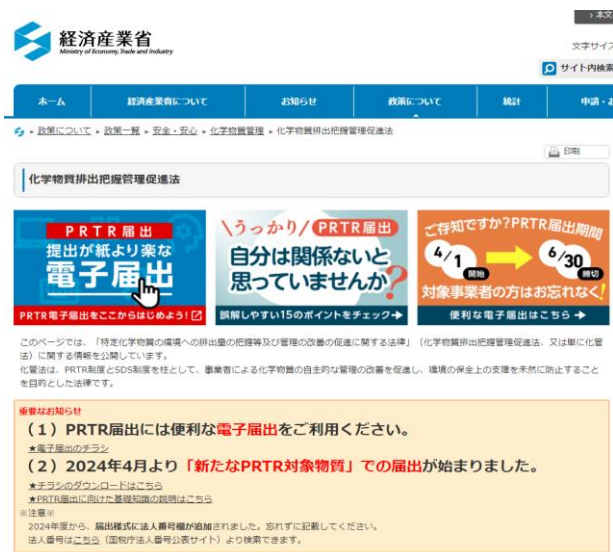 › 本文
経済産業省
Ministry of Economy, Trade and Industry
文字サイズ
サイト内検索
ホーム 経済産業省について お知らせ 政策について 統計 申請・お
▸ 政策について ▸ 政策一覧 ▸ 安全・安心 ▸ 化学物質管理 ▸ 化学物質排出把握管理促進法
印刷
化学物質排出把握管理促進法
PRTR届出
提出が紙より楽な
電子届出
PRTR電子届出をここからはじめよう!
\うっかり/ PRTR届出
自分は関係ないと
思っていませんか?
誤解しやすい15のポイントをチェック➔
ご存知ですか?PRTR届出期間
4/1 開始 6/30 締切
対象事業者の方はお忘れなく!
便利な電子届出はこちら ➔
このページでは、「特定化学物質の環境への排出量の把握等及び管理の改善の促進に関する法律」(化学物質排出把握管理促進法、又は単に化管
法)に関する情報を公開しています。
化管法は、PRTR制度とSDS制度を柱として、事業者による化学物質の自主的な管理の改善を促進し、環境の保全上の支障を未然に防止すること
を目的とした法律です。
重要なお知らせ
(1)PRTR届出には便利な電子届出をご利用ください。
★電子届出のチラシ
(2)2024年4月より「新たなPRTR対象物質」での届出が始まりました。
★チラシのダウンロードはこちら
★PRTR届出に向けた基礎知識の説明はこちら
※注意※
2024年度から、届出様式に法人番号欄が追加されました。忘れずに記載してください。
法人番号はこちら(国税庁法人番号公表サイト)より検索できます。